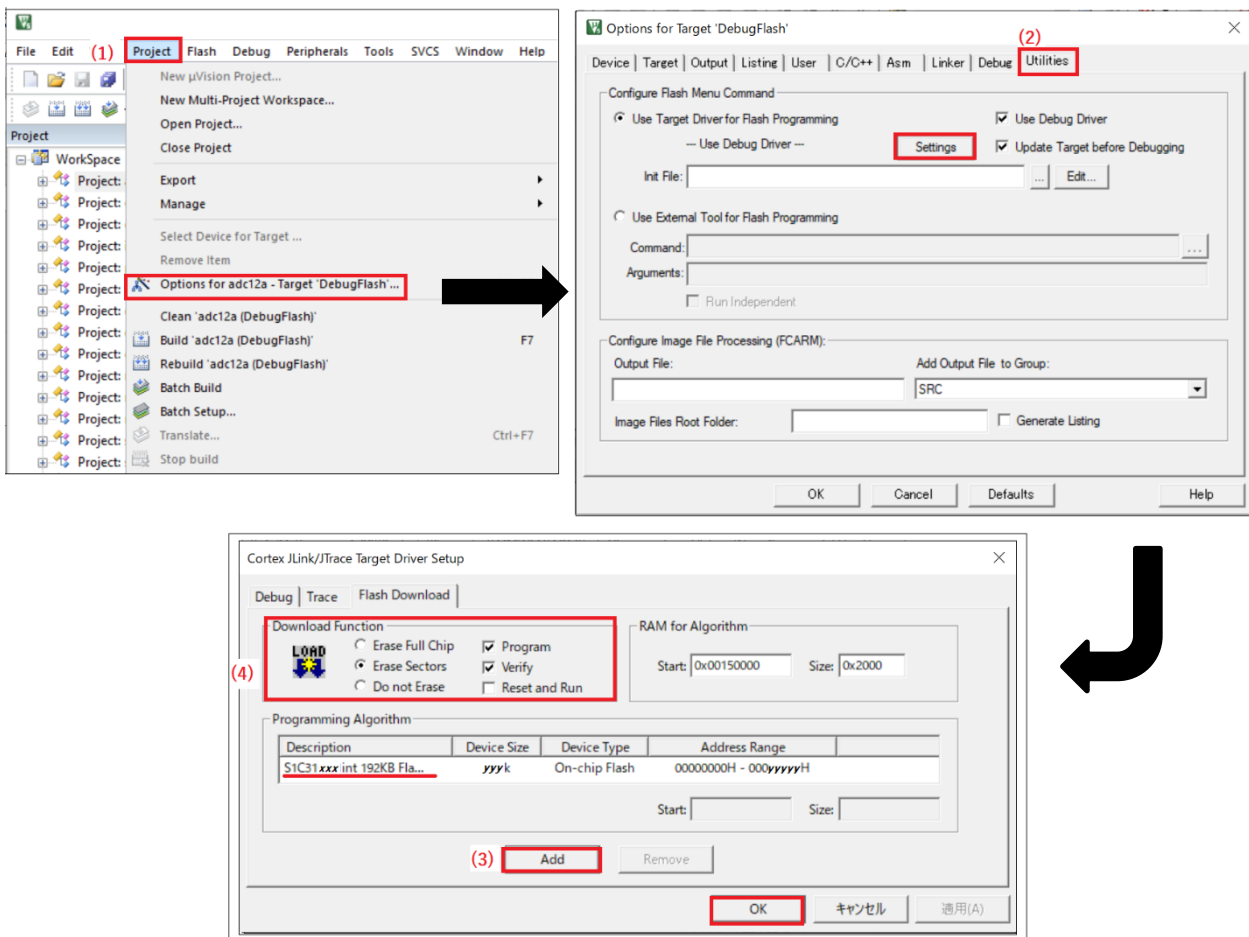 File Edit (1) Project Flash Debug Peripherals Tools SVCS Window Help
New µVision Project...
New Multi-Project Workspace...
Open Project...
Close Project
Export
Manage
Select Device for Target ...
Remove Item
Options for adc12a - Target 'DebugFlash'...
Clean 'adc12a (DebugFlash)'
Build 'adc12a (DebugFlash)' F7
Rebuild 'adc12a (DebugFlash)'
Batch Build
Batch Setup...
Translate... Ctrl+F7
Stop build
Project
WorkSpace
Project:
Project:
Project:
Project:
Project:
Project:
Project:
Project:
Project:
Project:
Project:
Project:
Project:
Project:
Options for Target 'DebugFlash'
(2)
Device Target Output Listing User C/C++ Asm Linker Debug Utilities
Configure Flash Menu Command
Use Target Driver for Flash Programming Use Debug Driver
--- Use Debug Driver --- Settings Update Target before Debugging
Init File: ... Edit...
Use External Tool for Flash Programming
Command: ...
Arguments:
Run Independent
Configure Image File Processing (FCARM):
Output File: Add Output File to Group:
SRC
Image Files Root Folder: Generate Listing
OK Cancel Defaults Help
Cortex JLink/JTrace Target Driver Setup
Debug Trace Flash Download
Download Function RAM for Algorithm
(4) LOAD
Erase Full Chip Program
Erase Sectors Verify
Do not Erase Reset and Run
Start: 0x00150000 Size: 0x2000
Programming Algorithm
Description Device Size Device Type Address Range
S1C31xxx int 192KB Fla... yyyk On-chip Flash 00000000H - 000yyyyyH
Start: Size:
(3) Add Remove
OK キャンセル 適用(A)